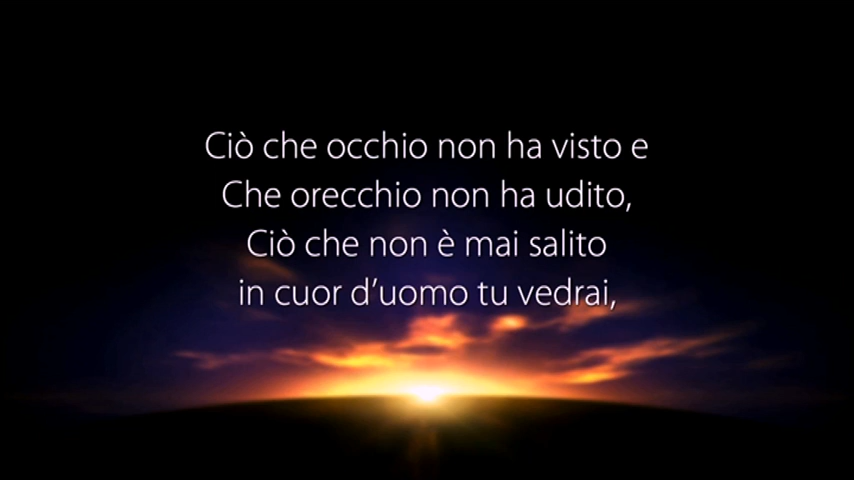 Ciò che occhio non ha visto e
Che orecchio non ha udito,
Ciò che non è mai salito
in cuor d’uomo tu vedrai,